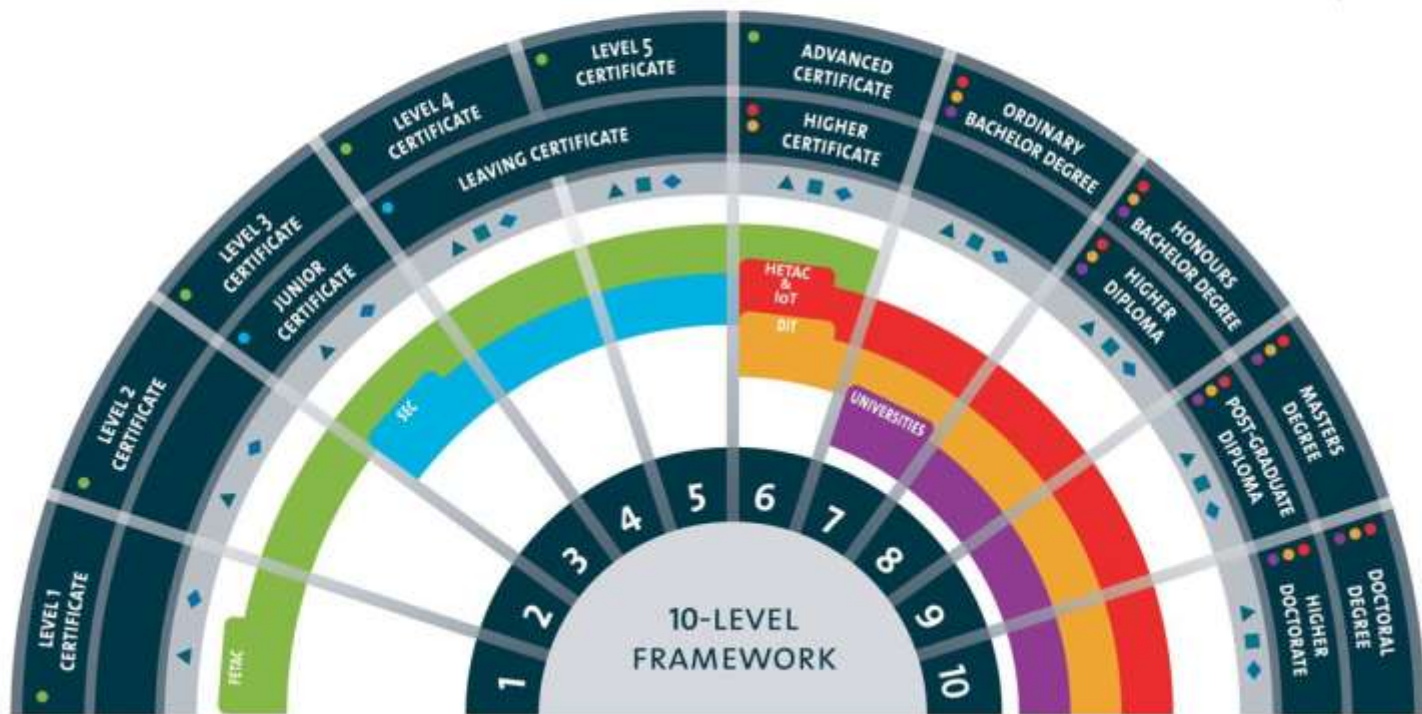 LEVEL 1
CERTIFICATE
LEVEL 2
CERTIFICATE
LEVEL 3
CERTIFICATE
LEVEL 4
CERTIFICATE
LEVEL 5
CERTIFICATE
ADVANCED
CERTIFICATE
ORDINARY
BACHELOR DEGREE
HONOURS
BACHELOR DEGREE
MASTERS
DEGREE
DOCTORAL
DEGREE
JUNIOR
CERTIFICATE
LEAVING CERTIFICATE
HIGHER
CERTIFICATE
HIGHER
DIPLOMA
POST-GRADUATE
DIPLOMA
HIGHER
DOCTORATE
FETAC
SEC
HETAC
&
IoT
DIT
UNIVERSITIES
1
2
3
4
5
6
7
8
9
10
10-LEVEL
FRAMEWORK